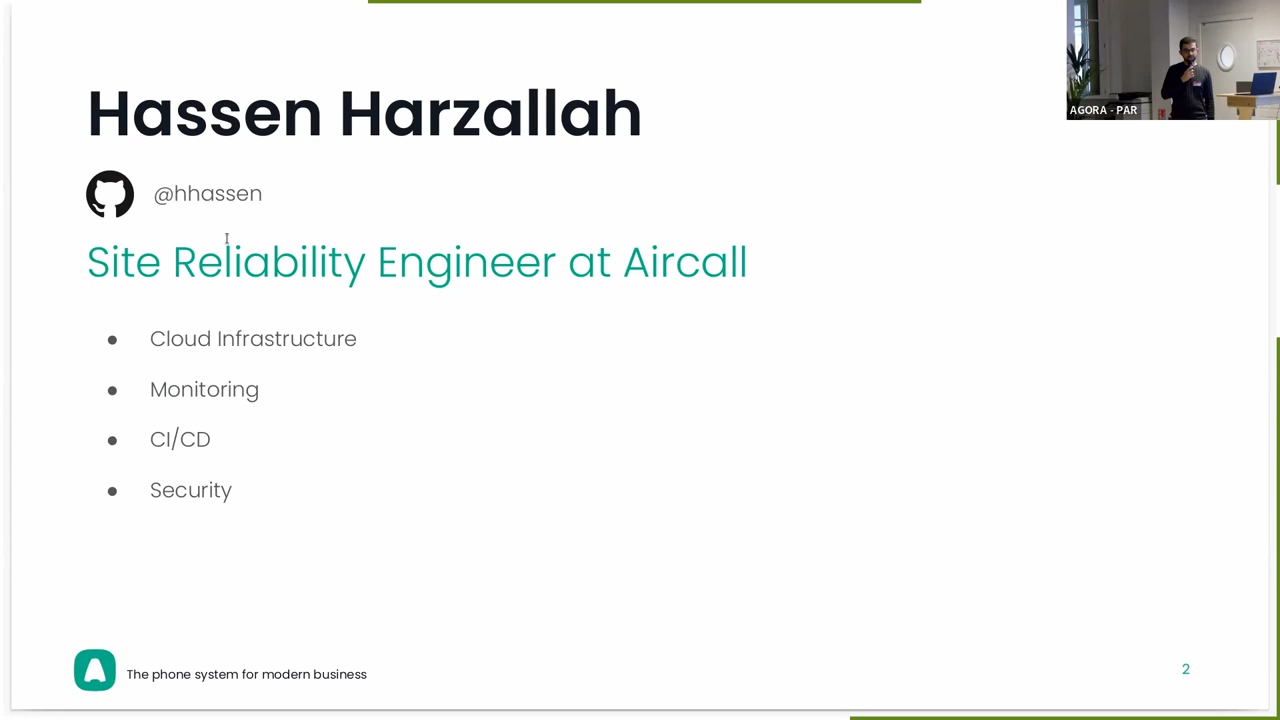 Hassen Harzallah
@hhassen
Site Reliability Engineer at Aircall
● Cloud Infrastructure
● Monitoring
● CI/CD
● Security
The phone system for modern business
2
AGORA - PAR